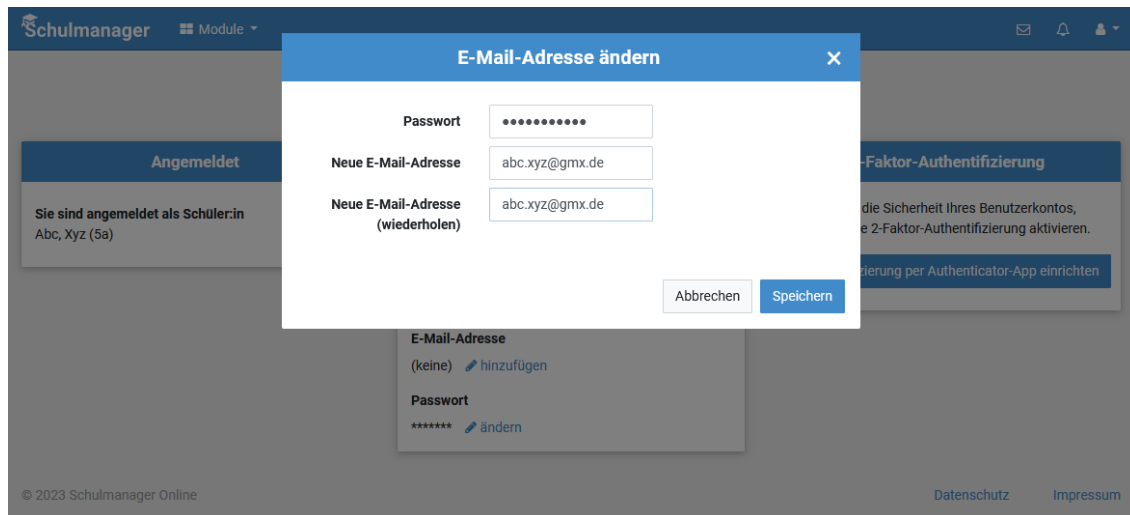 Schulmanager Module
E-Mail-Adresse ändern
Passwort ●●●●●●●●●●●
Neue E-Mail-Adresse abc.xyz@gmx.de
Neue E-Mail-Adresse (wiederholen) abc.xyz@gmx.de
Abbrechen Speichern
Angemeldet
Sie sind angemeldet als Schüler:in
Abc, Xyz (5a)
-Faktor-Authentifizierung
die Sicherheit Ihres Benutzerkontos,
e 2-Faktor-Authentifizierung aktivieren.
zierung per Authenticator-App einrichten
E-Mail-Adresse
(keine) hinzufügen
Passwort
******* ändern
© 2023 Schulmanager Online
Datenschutz Impressum